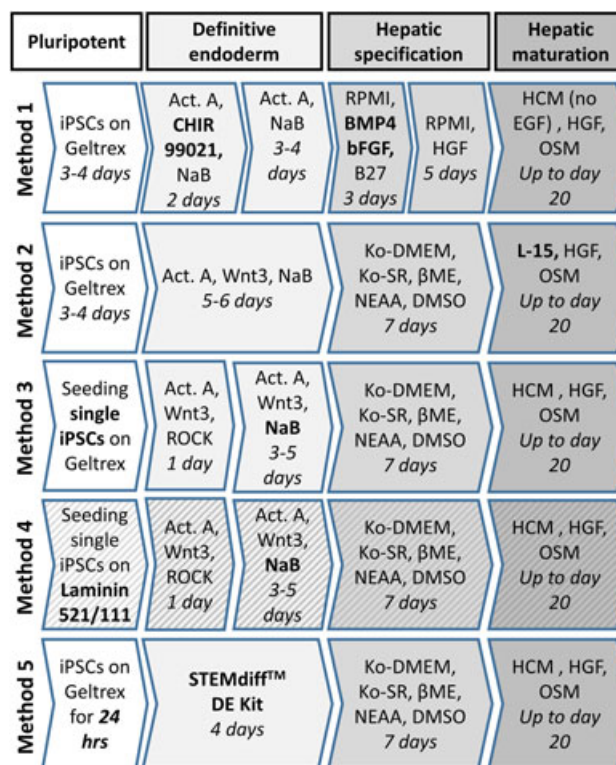 Pluripotent
Definitive
endoderm
Hepatic
specification
Hepatic
maturation
Method 1
iPSCs on
Geltrex
3-4 days
Act. A,
CHIR
99021,
NaB
2 days
Act. A,
NaB
3-4
days
RPMI,
BMP4
bFGF,
B27
3 days
RPMI,
HGF
5 days
HCM (no
EGF) , HGF,
OSM
Up to day
20
Method 2
iPSCs on
Geltrex
3-4 days
Act. A, Wnt3, NaB
5-6 days
Ko-DMEM,
Ko-SR, βME,
NEAA, DMSO
7 days
L-15, HGF,
OSM
Up to day
20
Method 3
Seeding
single
iPSCs on
Geltrex
Act. A,
Wnt3,
ROCK
1 day
Act. A,
Wnt3,
NaB
3-5
days
Ko-DMEM,
Ko-SR, βME,
NEAA, DMSO
7 days
HCM , HGF,
OSM
Up to day
20
Method 4
Seeding
single
iPSCs on
Laminin
521/111
Act. A,
Wnt3,
ROCK
1 day
Act. A,
Wnt3,
NaB
3-5
days
Ko-DMEM,
Ko-SR, βME,
NEAA, DMSO
7 days
HCM , HGF,
OSM
Up to day
20
Method 5
iPSCs on
Geltrex
for 24
hrs
STEMdiff™
DE Kit
4 days
Ko-DMEM,
Ko-SR, βME,
NEAA, DMSO
7 days
HCM , HGF,
OSM
Up to day
20